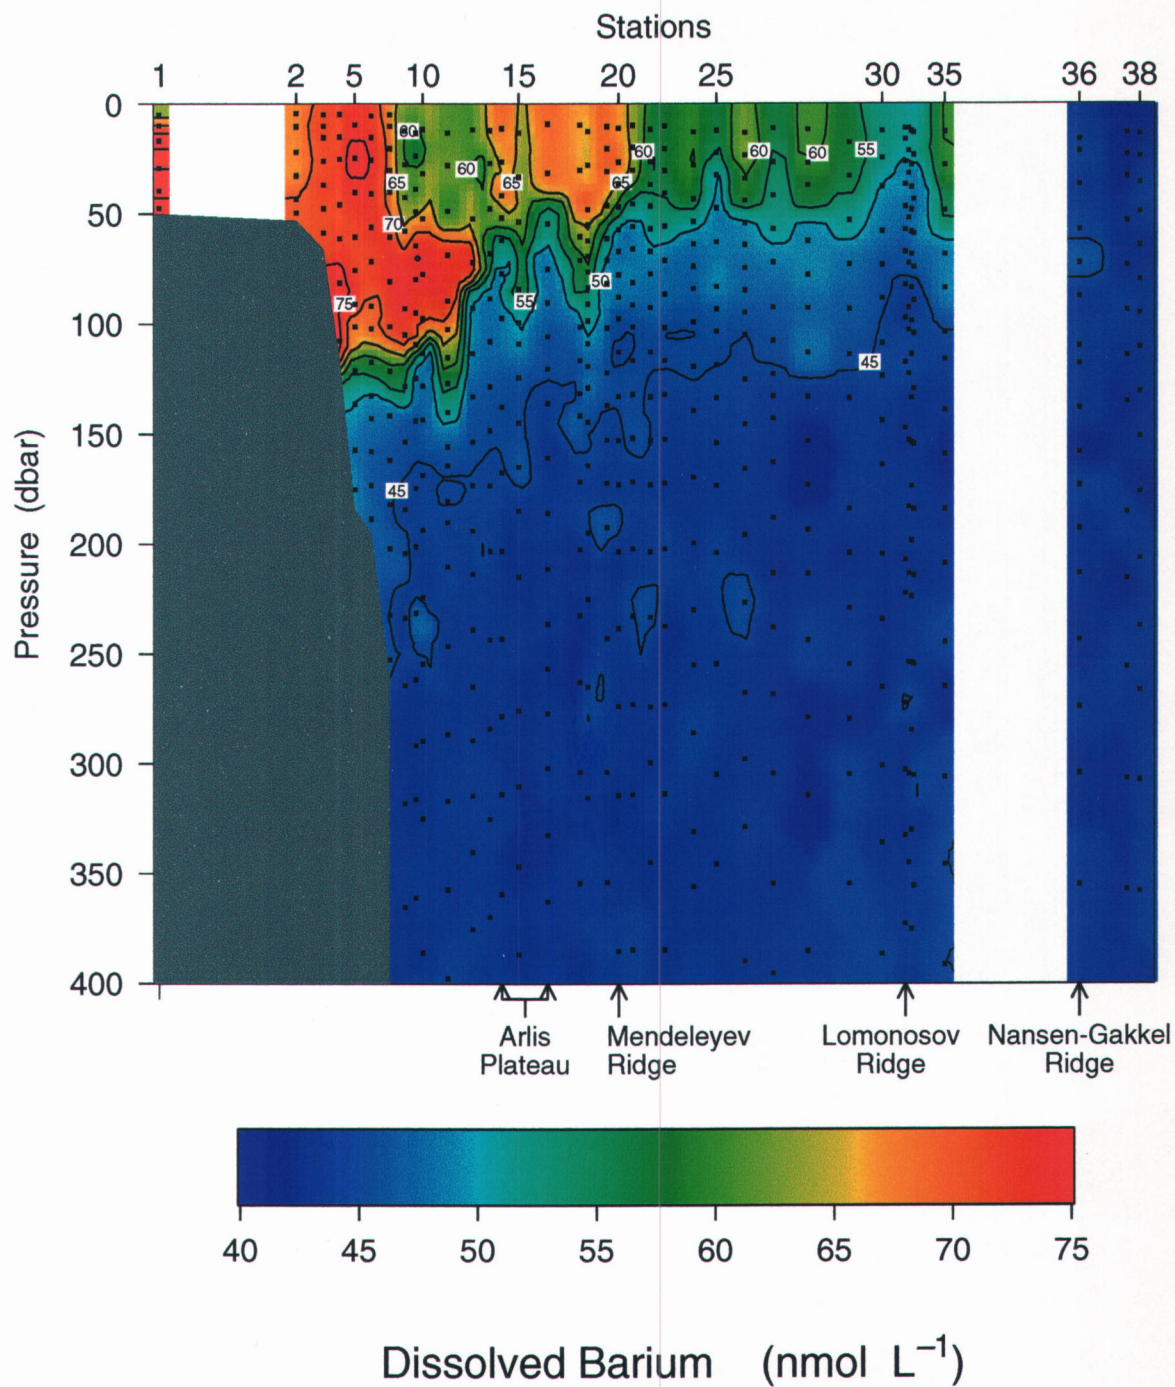 Stations
1 2 5 10 15 20 25 30 35 36 38
0
50
100
150
200
250
300
350
400
Pressure (dbar)
60
60
65
70
75
65
65
60
60
60
55
55
50
45
45
Arlis
Plateau
Mendeleyev
Ridge
Lomonosov
Ridge
Nansen-Gakkel
Ridge
40 45 50 55 60 65 70 75
Dissolved Barium (nmol L⁻¹)